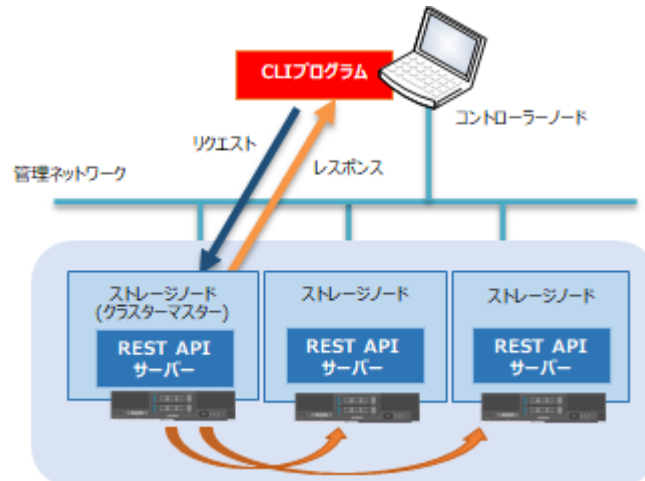 CLIプログラム
コントローラーノード
リクエスト
レスポンス
管理ネットワーク
ストレージノード
(クラスターマスター)
REST API
サーバー
ストレージノード
REST API
サーバー
ストレージノード
REST API
サーバー